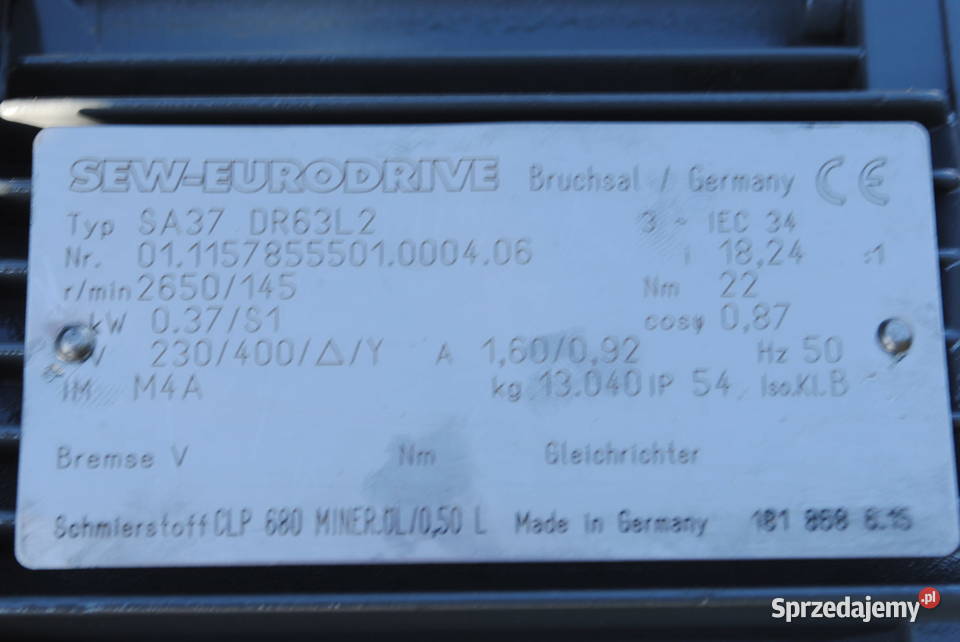 SEW-EURODRIVE Bruchsal / Germany CE
Typ SA37 DR63L2 3 ~ IEC 34
Nr. 01.1157855501.0004.06 i 18,24 :1
r/min 2650/145 Nm 22
kW 0.37/S1 cosφ 0,87
V 230/400/△/Y A 1,60/0,92 Hz 50
IM M4A kg 13.040 IP 54 Iso.Kl.B
Bremse V Nm Gleichrichter
Schmierstoff CLP 680 MINER.ÖL/0,50 L Made in Germany 181 868 6.15
Sprzedajemy.pl